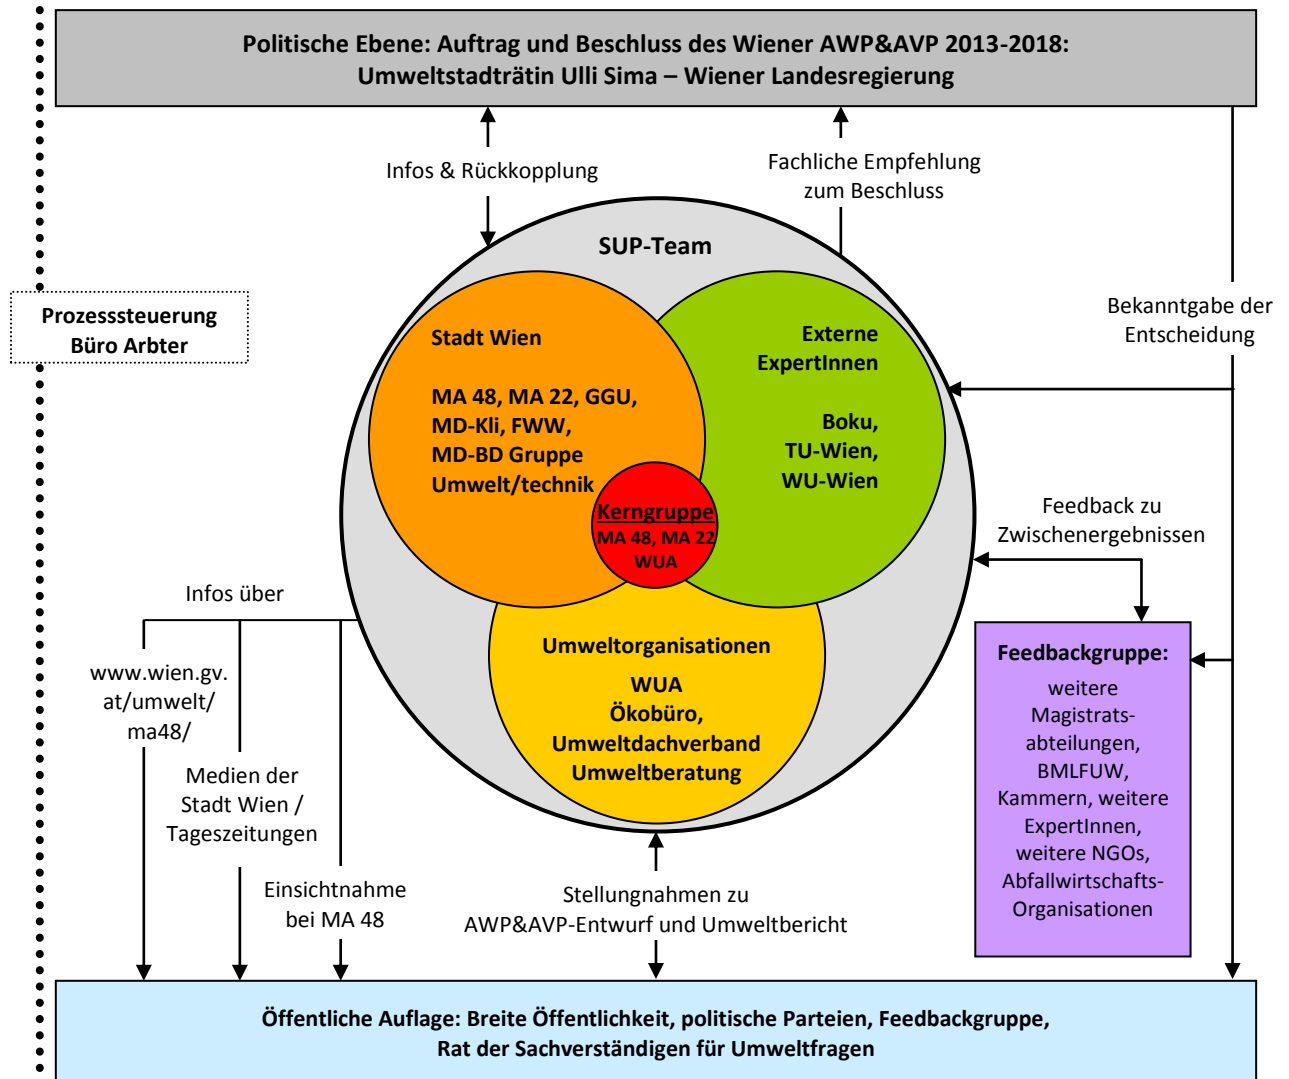 Politische Ebene: Auftrag und Beschluss des Wiener AWP&AVP 2013-2018:
Umweltstadträtin Ulli Sima – Wiener Landesregierung
Infos & Rückkopplung
Fachliche Empfehlung
zum Beschluss
SUP-Team
Prozesssteuerung
Büro Arbter
Stadt Wien
MA 48, MA 22, GGU,
MD-Kli, FWW,
MD-BD Gruppe
Umwelt/technik
Externe
ExpertInnen
Boku,
TU-Wien,
WU-Wien
Bekanntgabe der
Entscheidung
Kerngruppe
MA 48, MA 22
WUA
Feedback zu
Zwischenergebnissen
Infos über
www.wien.gv.
at/umwelt/
ma48/
Medien der
Stadt Wien /
Tageszeitungen
Einsichtnahme
bei MA 48
Umweltorganisationen
WUA
Ökobüro,
Umweltdachverband
Umweltberatung
Feedbackgruppe:
weitere
Magistrats-
abteilungen,
BMLFUW,
Kammern, weitere
ExpertInnen,
weitere NGOs,
Abfallwirtschafts-
Organisationen
Stellungnahmen zu
AWP&AVP-Entwurf und Umweltbericht
Öffentliche Auflage: Breite Öffentlichkeit, politische Parteien, Feedbackgruppe,
Rat der Sachverständigen für Umweltfragen